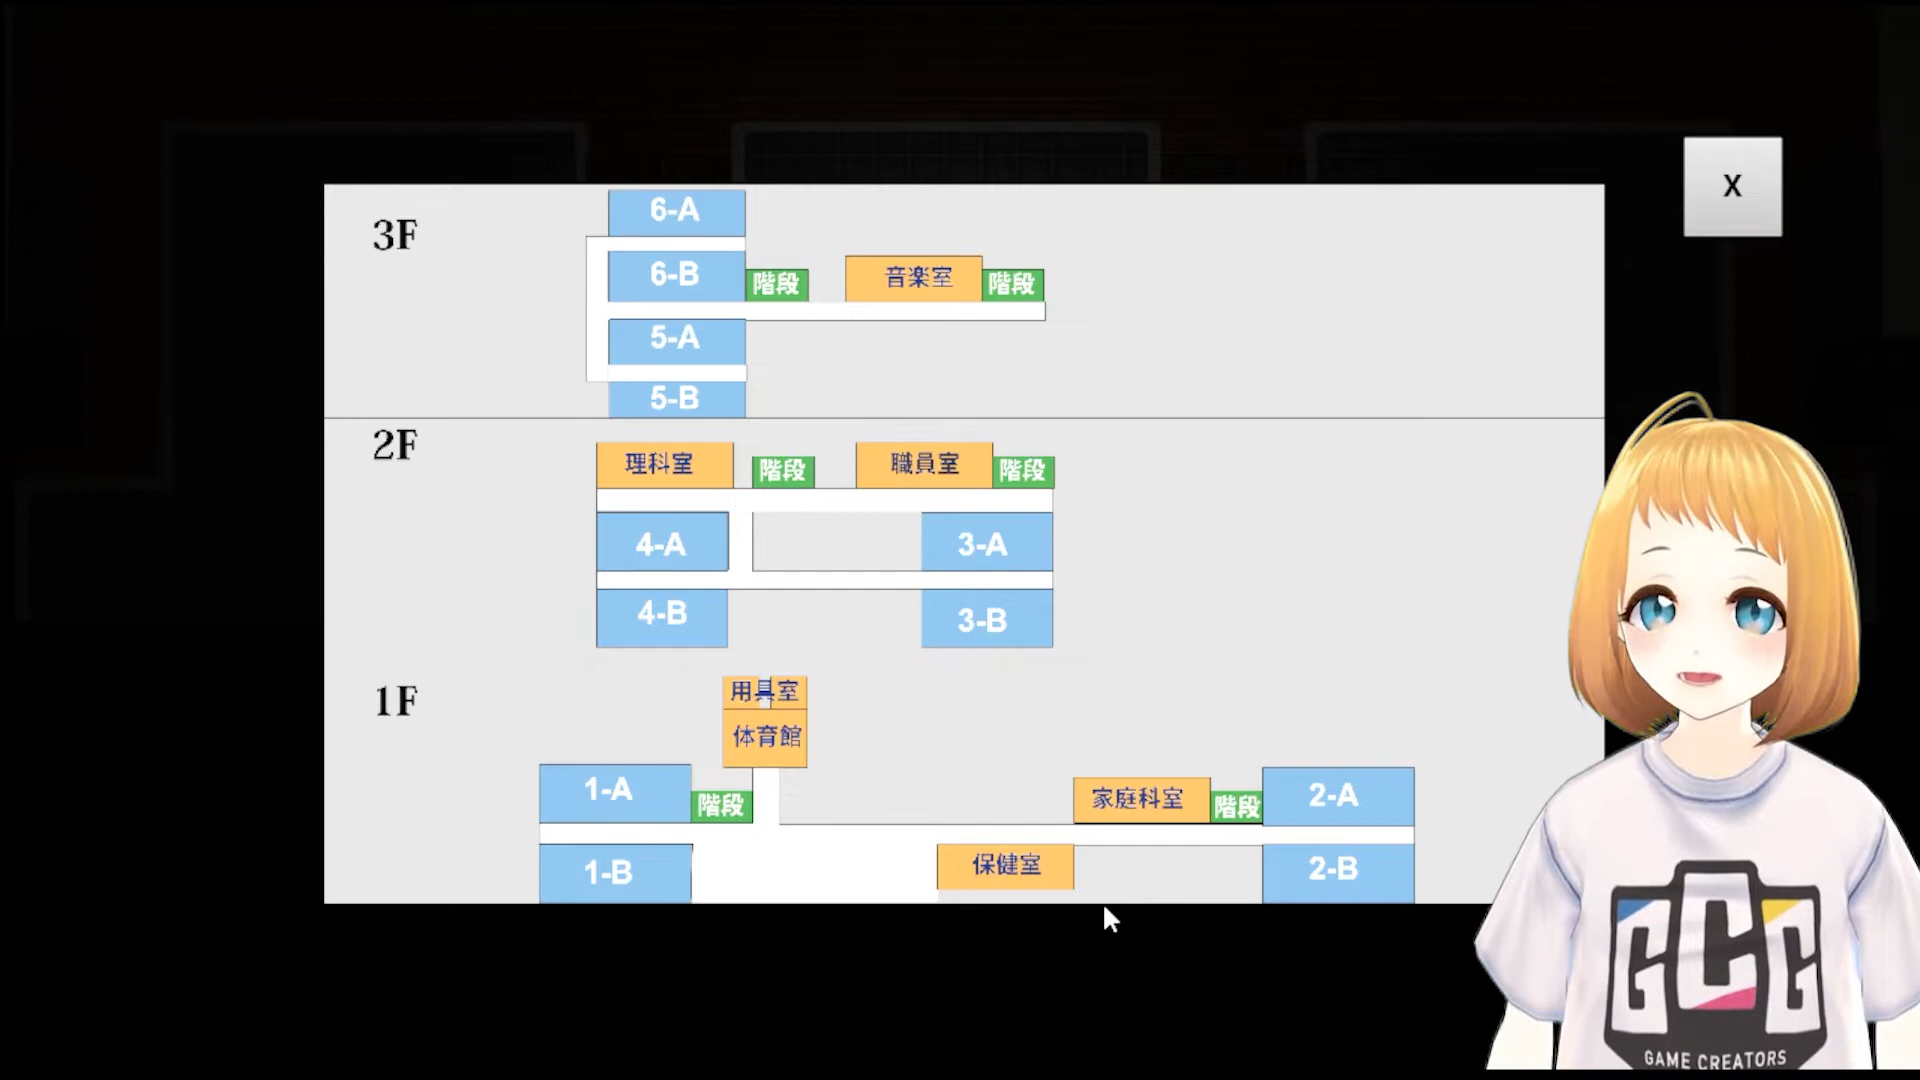 3F
6-A
6-B
階段
音楽室
階段
5-A
5-B
2F
理科室
階段
職員室
階段
4-A
3-A
4-B
3-B
1F
用具室
体育館
1-A
階段
家庭科室
階段
2-A
1-B
保健室
2-B
X
GCG
GAME CREATORS